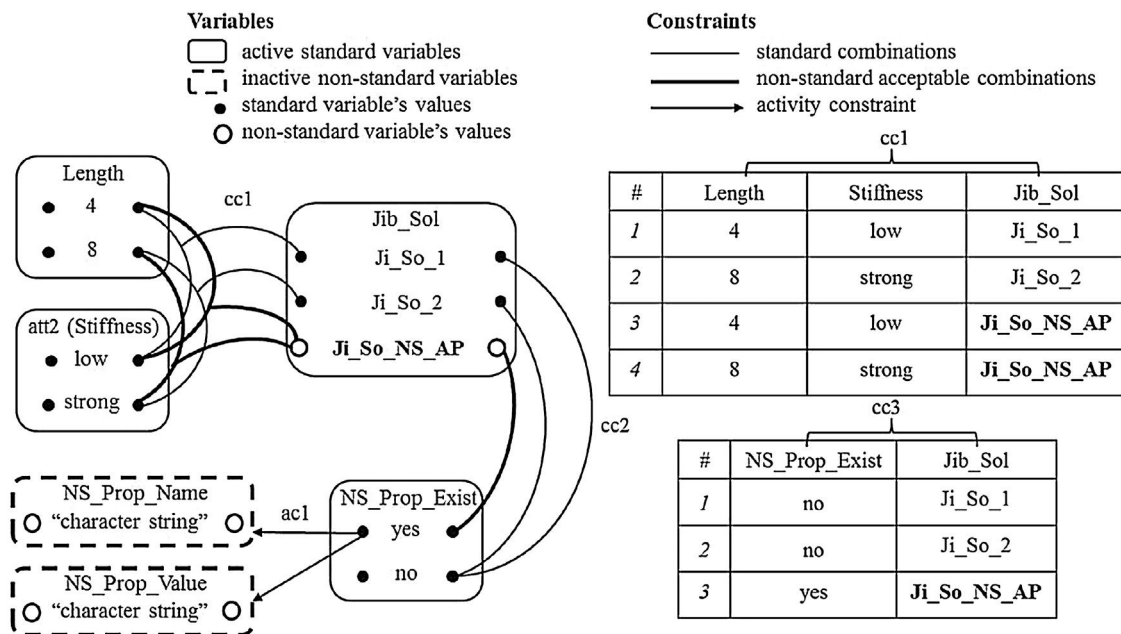 Variables
active standard variables
inactive non-standard variables
standard variable's values
non-standard variable's values
Constraints
standard combinations
non-standard acceptable combinations
activity constraint
Length
4
8
att2 (Stiffness)
low
strong
cc1
Jib_Sol
Ji_So_1
Ji_So_2
Ji_So_NS_AP
cc2
NS_Prop_Exist
yes
no
ac1
NS_Prop_Name
"character string"
NS_Prop_Value
"character string"
cc1
# Length Stiffness Jib_Sol
1 4 low Ji_So_1
2 8 strong Ji_So_2
3 4 low Ji_So_NS_AP
4 8 strong Ji_So_NS_AP
cc3
# NS_Prop_Exist Jib_Sol
1 no Ji_So_1
2 no Ji_So_2
3 yes Ji_So_NS_AP